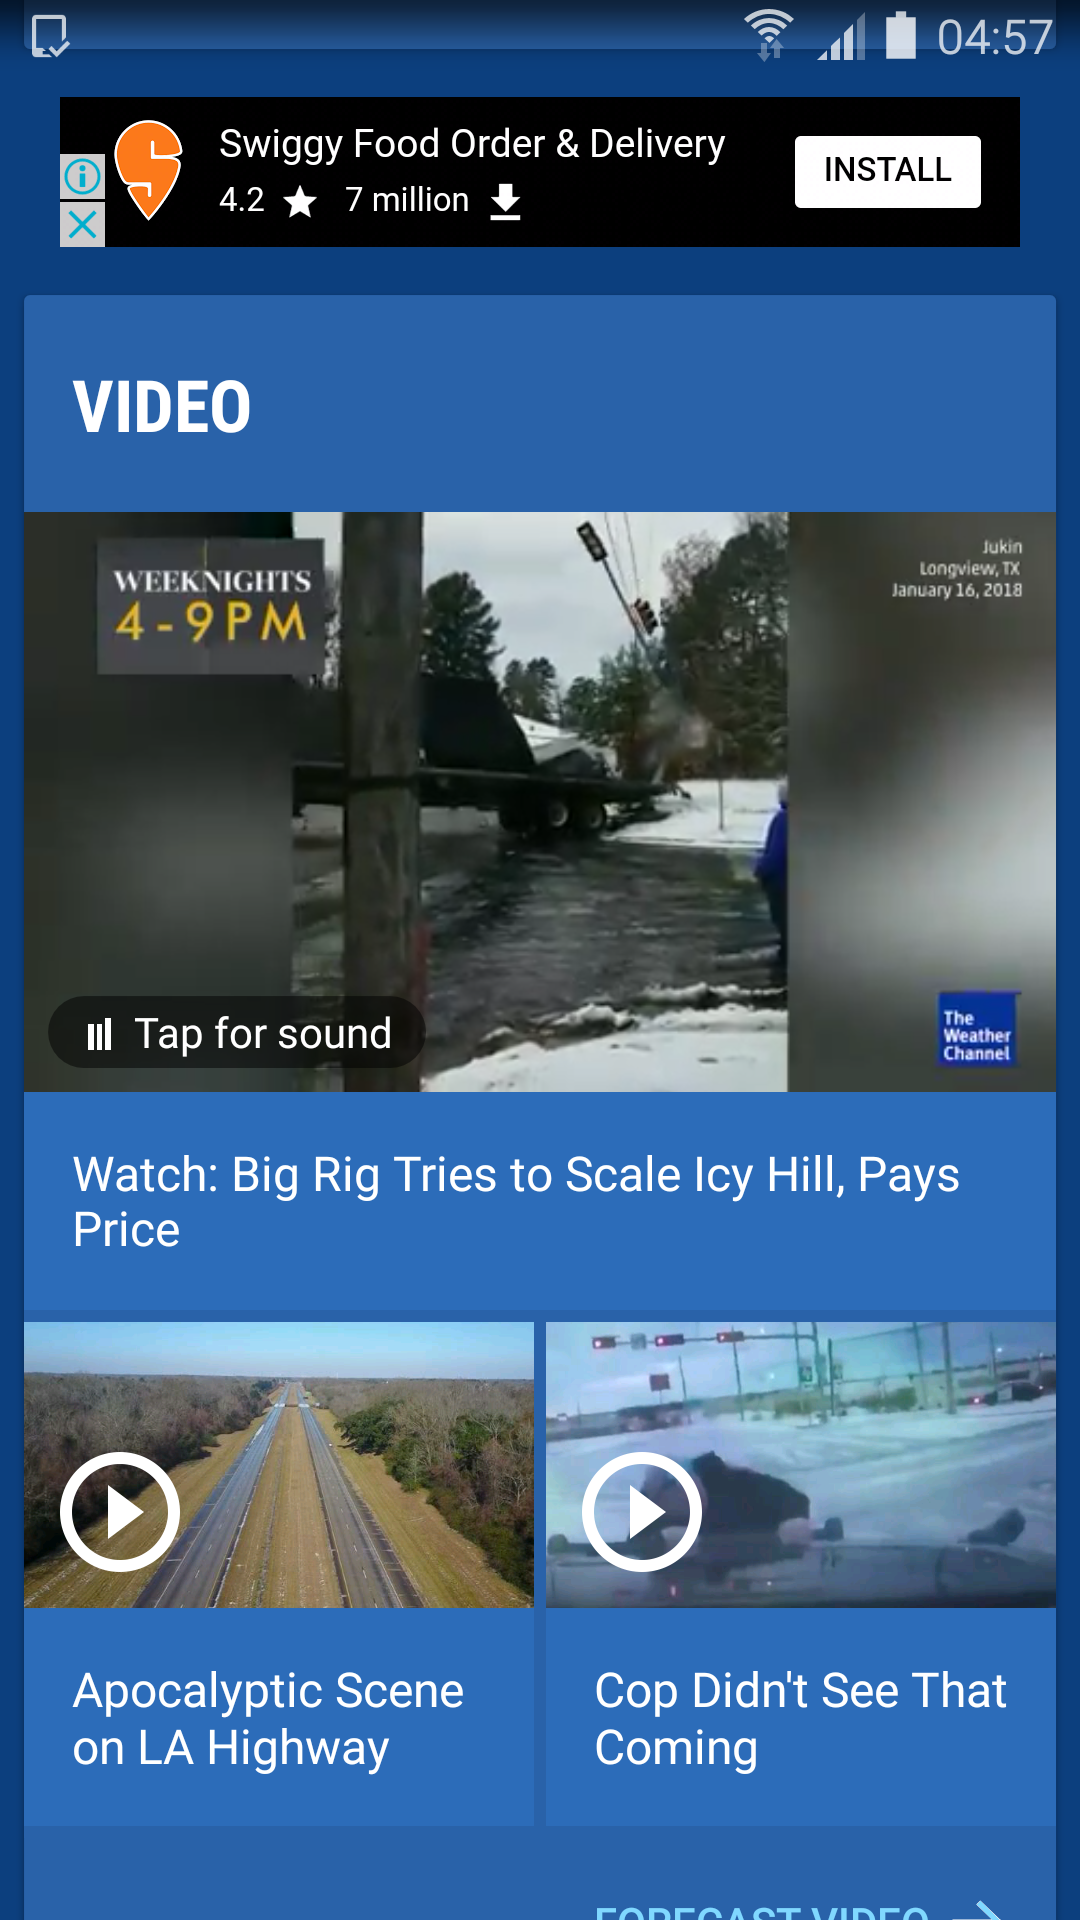 04:57
Swiggy Food Order & Delivery
4.2 7 million
INSTALL
VIDEO
WEEKNIGHTS
4-9PM
Jukin
Longview, TX
January 16, 2018
Tap for sound
The
Weather
Channel
Watch: Big Rig Tries to Scale Icy Hill, Pays
Price
Apocalyptic Scene
on LA Highway
Cop Didn't See That
Coming
FORECAST VIDEO